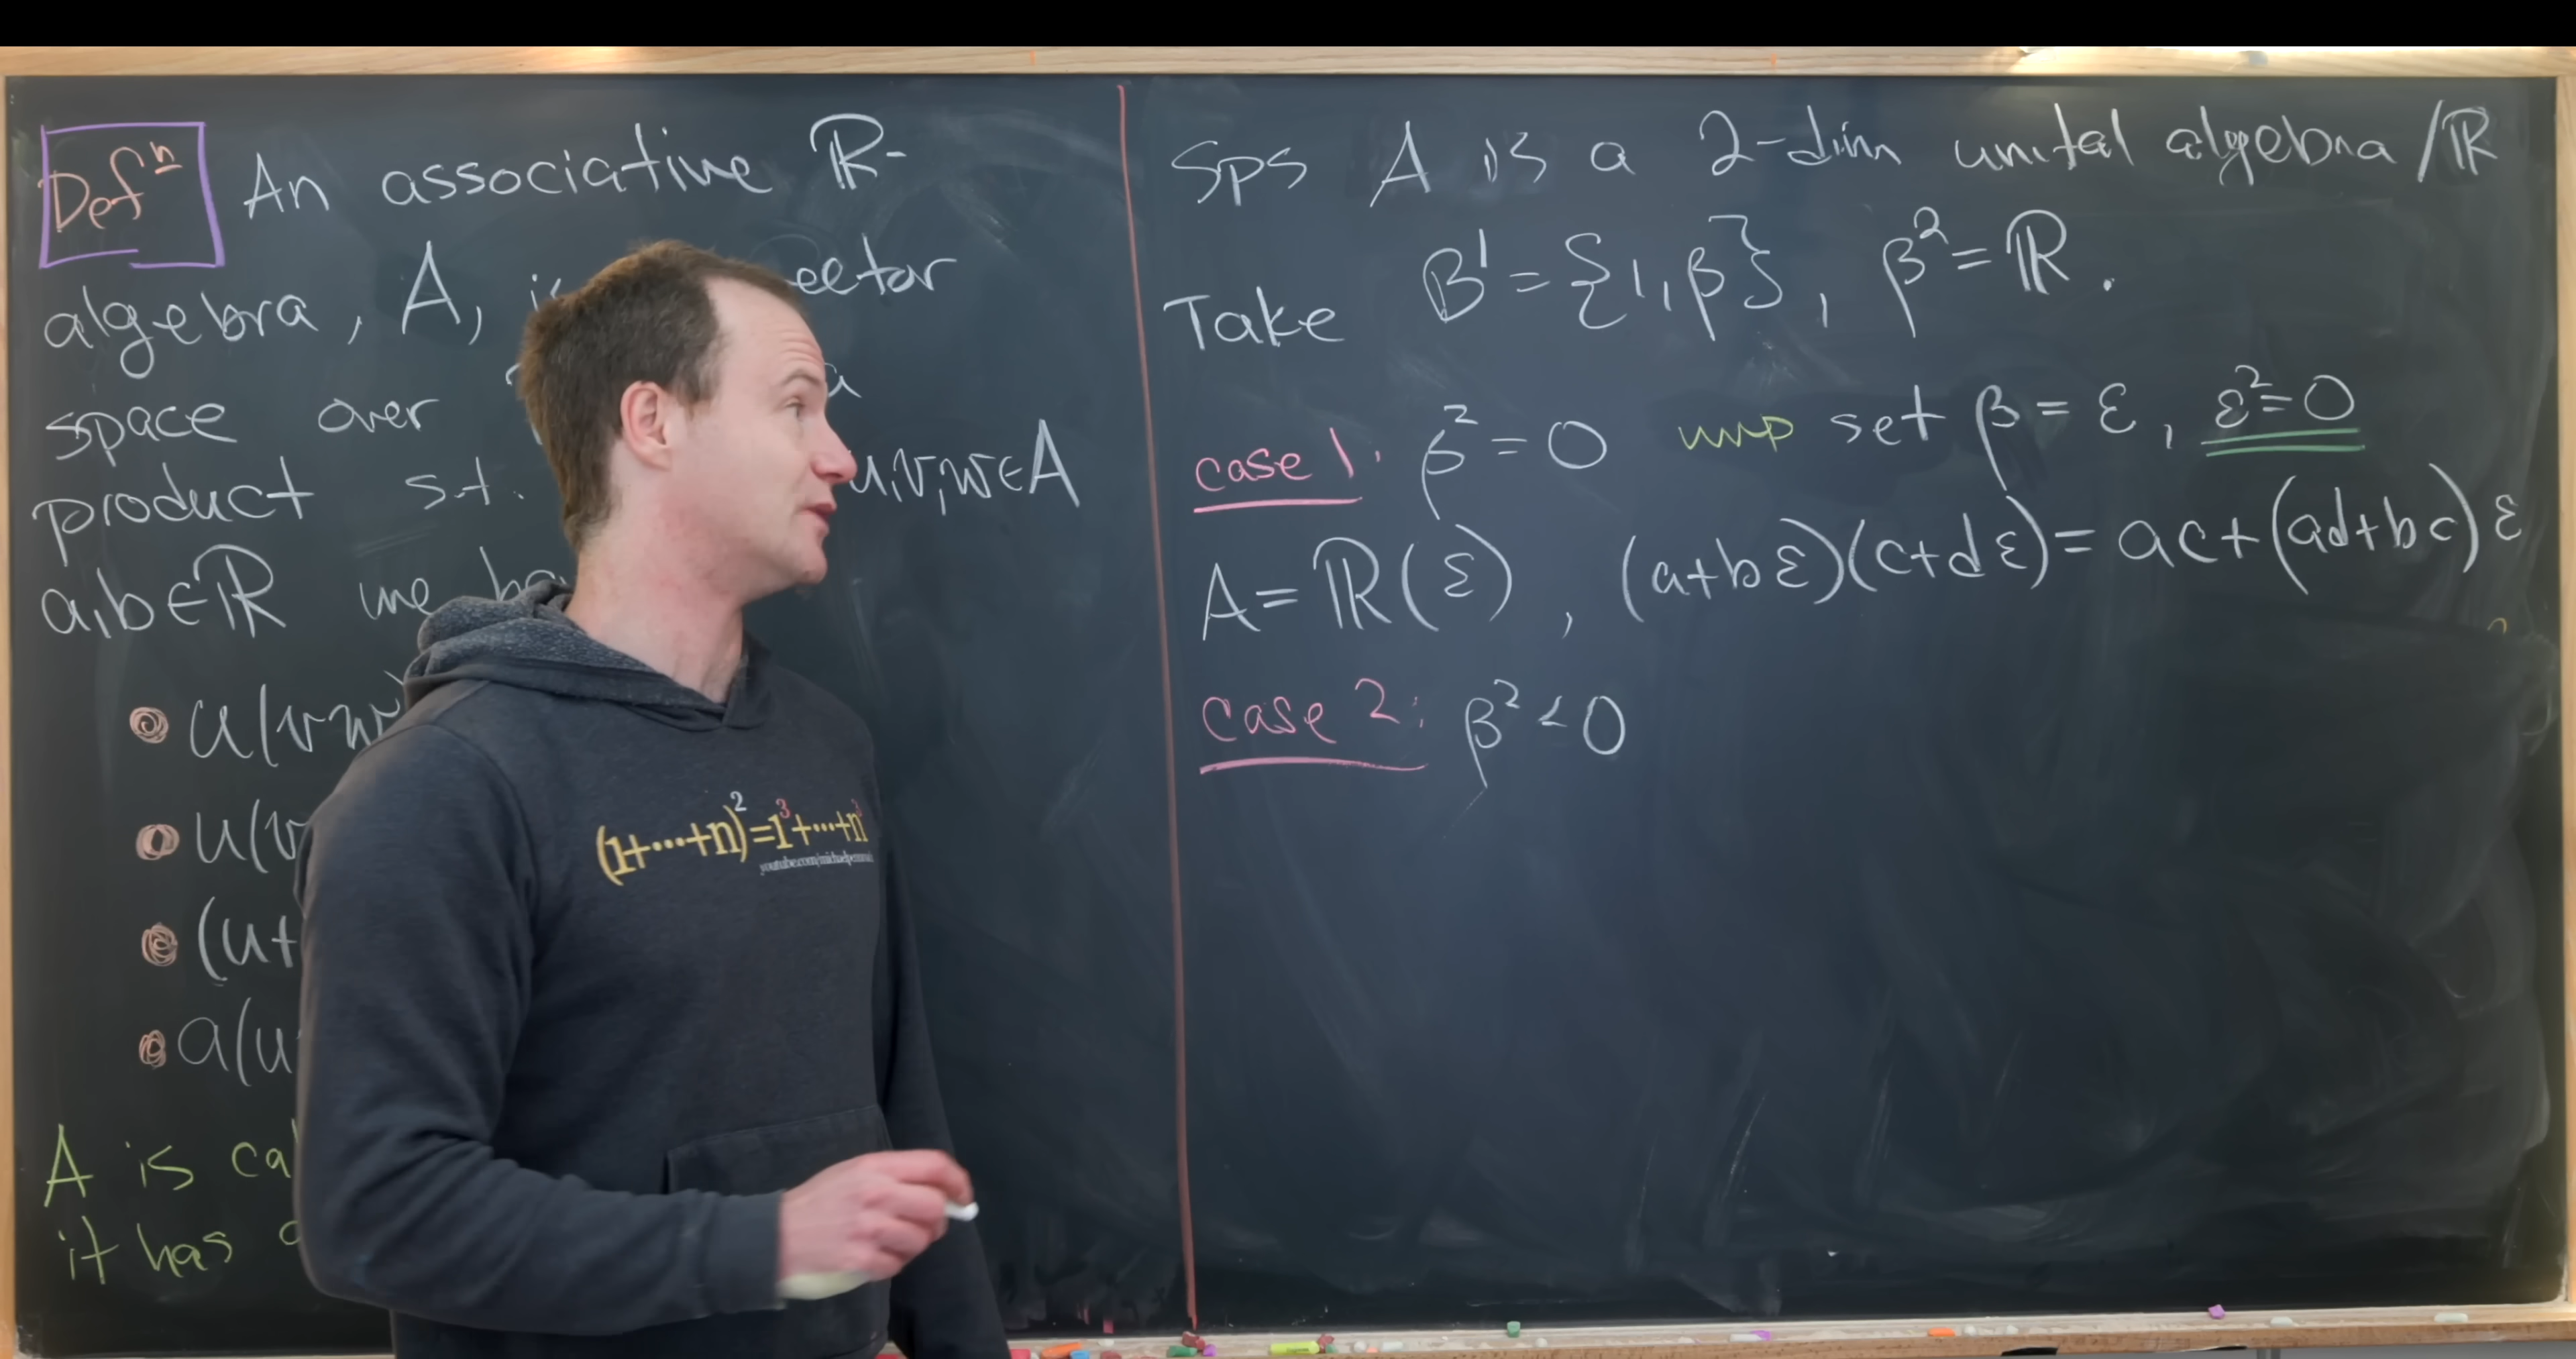 Defⁿ An associative ℝ-
algebra, A,
space over
product s.t. u,v,w∈A
a,b∈ℝ we
u(vw)
u(v
(u+
a(u
A is
it has
Sps A is a 2-dim unital algebra/ℝ
Take B' = {1,β}, β²=ℝ.
case 1: β²=0 set β=ε, ε²=0
A=ℝ(ε), (a+bε)(c+dε)=ac+(ad+bc)ε
case 2: β²<0
(1+···+n)²=1³+···+n³